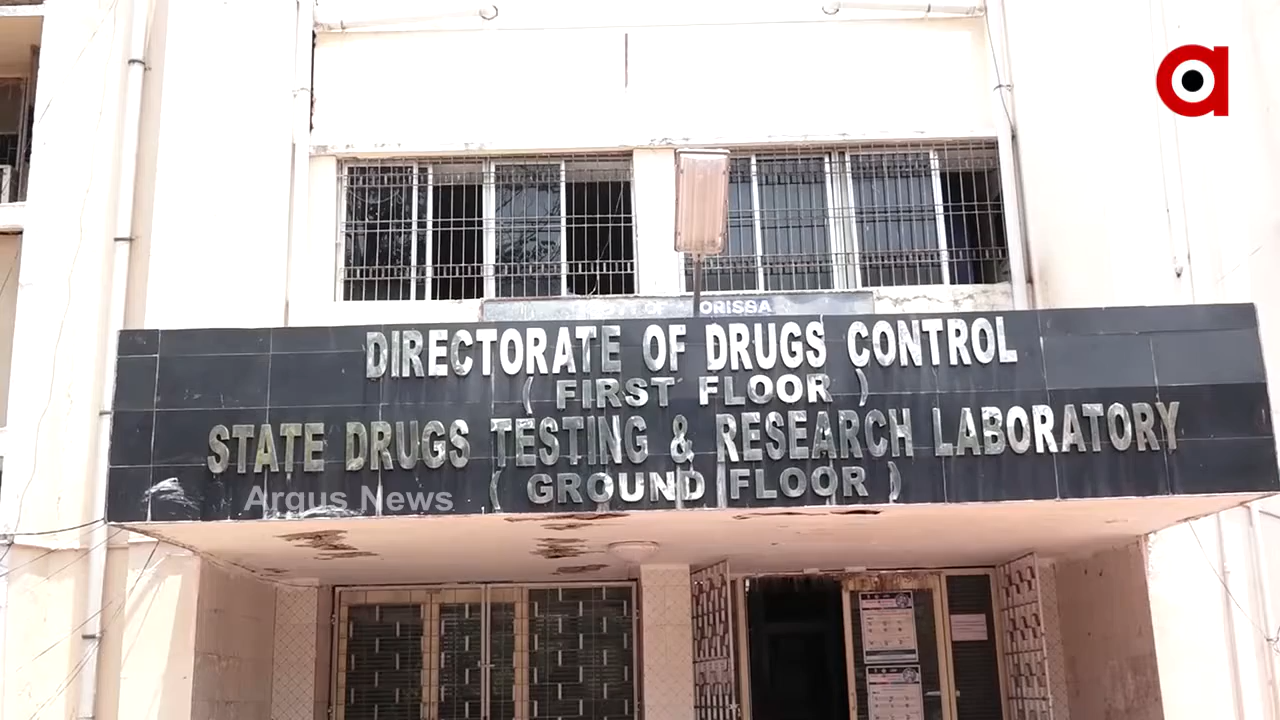 ORISSA
DIRECTORATE OF DRUGS CONTROL
( FIRST FLOOR )
STATE DRUGS TESTING & RESEARCH LABORATORY
( GROUND FLOOR )
Argus News